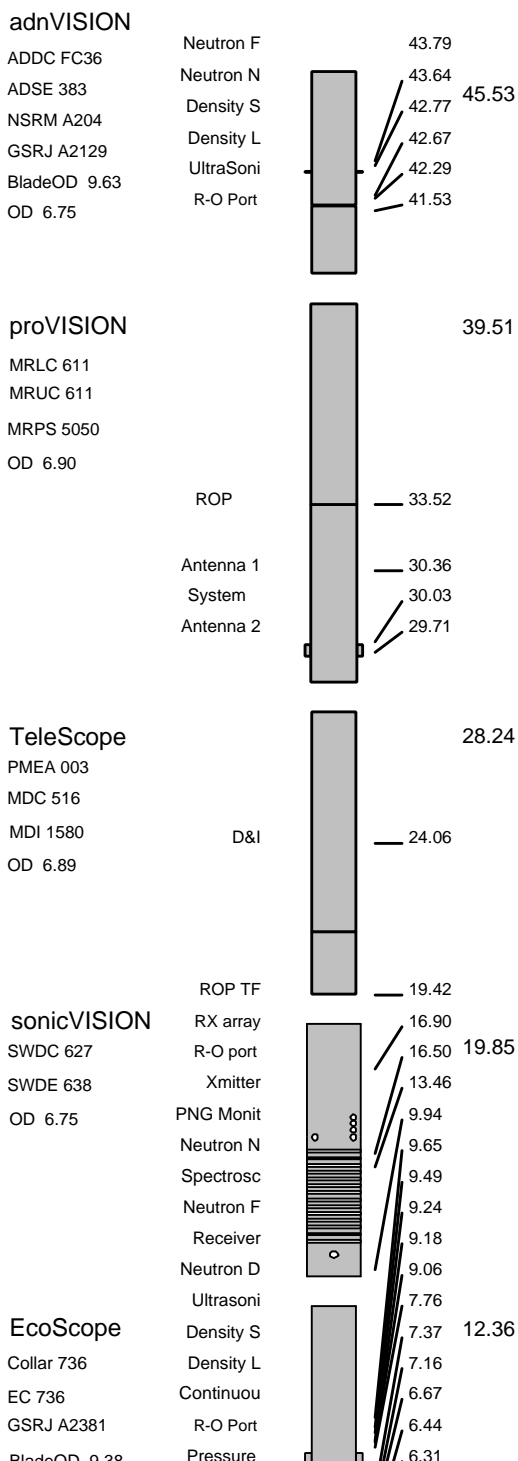 adnVISION
ADDC FC36
ADSE 383
NSRM A204
GSRJ A2129
BladeOD 9.63
OD 6.75
Neutron F 43.79
Neutron N 43.64
Density S 42.77
Density L 42.67
UltraSoni 42.29
R-O Port 41.53
45.53
proVISION
39.51
MRLC 611
MRUC 611
MRPS 5050
OD 6.90
ROP 33.52
Antenna 1 30.36
System 30.03
Antenna 2 29.71
TeleScope
28.24
PMEA 003
MDC 516
MDI 1580
OD 6.89
D&I 24.06
ROP TF 19.42
sonicVISION
19.85
SWDC 627
SWDE 638
OD 6.75
RX array 16.90
R-O port 16.50
Xmitter 13.46
PNG Monit 9.94
Neutron N 9.65
Spectrosc 9.49
Neutron F 9.24
Receiver 9.18
Neutron D 9.06
Ultrasoni 7.76
EcoScope
12.36
Collar 736
EC 736
GSRJ A2381
BladeOD 9.38
Density S 7.37
Density L 7.16
Continuou 6.67
R-O Port 6.44
Pressure 6.31